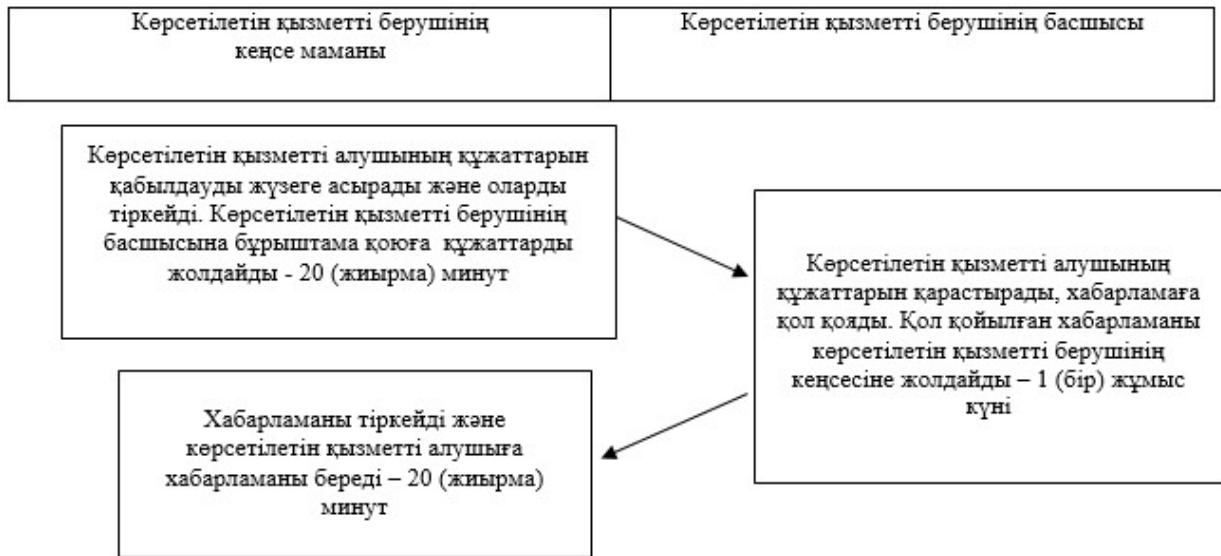 Көрсетілетін қызметті берушінің
кеңсе маманы
Көрсетілетін қызметті берушінің басшысы
Көрсетілетін қызметті алушының құжаттарын
қабылдауды жүзеге асырады және оларды
тіркейді. Көрсетілетін қызметті берушінің
басшысына бұрыштама қоюға құжаттарды
жолдайды - 20 (жиырма) минут
Көрсетілетін қызметті алушының
құжаттарын қарастырады, хабарламаға
қол қояды. Қол қойылған хабарламаны
көрсетілетін қызметті берушінің
кеңсесіне жолдайды – 1 (бір) жұмыс
күні
Хабарламаны тіркейді және
көрсетілетін қызметті алушыға
хабарламаны береді – 20 (жиырма)
минут